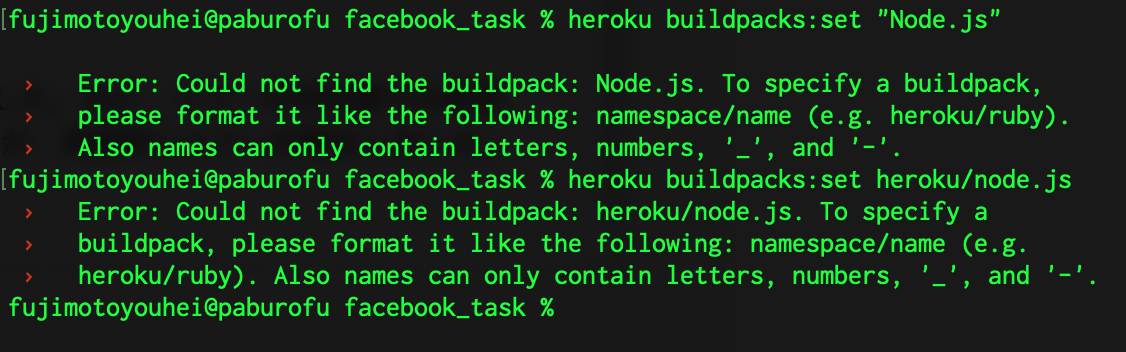 [fujimotoyouhei@paburofu facebook_task % heroku buildpacks:set "Node.js"
› Error: Could not find the buildpack: Node.js. To specify a buildpack,
› please format it like the following: namespace/name (e.g. heroku/ruby).
› Also names can only contain letters, numbers, '_', and '-'.
[fujimotoyouhei@paburofu facebook_task % heroku buildpacks:set heroku/node.js
› Error: Could not find the buildpack: heroku/node.js. To specify a
› buildpack, please format it like the following: namespace/name (e.g.
› heroku/ruby). Also names can only contain letters, numbers, '_', and '-'.
fujimotoyouhei@paburofu facebook_task %